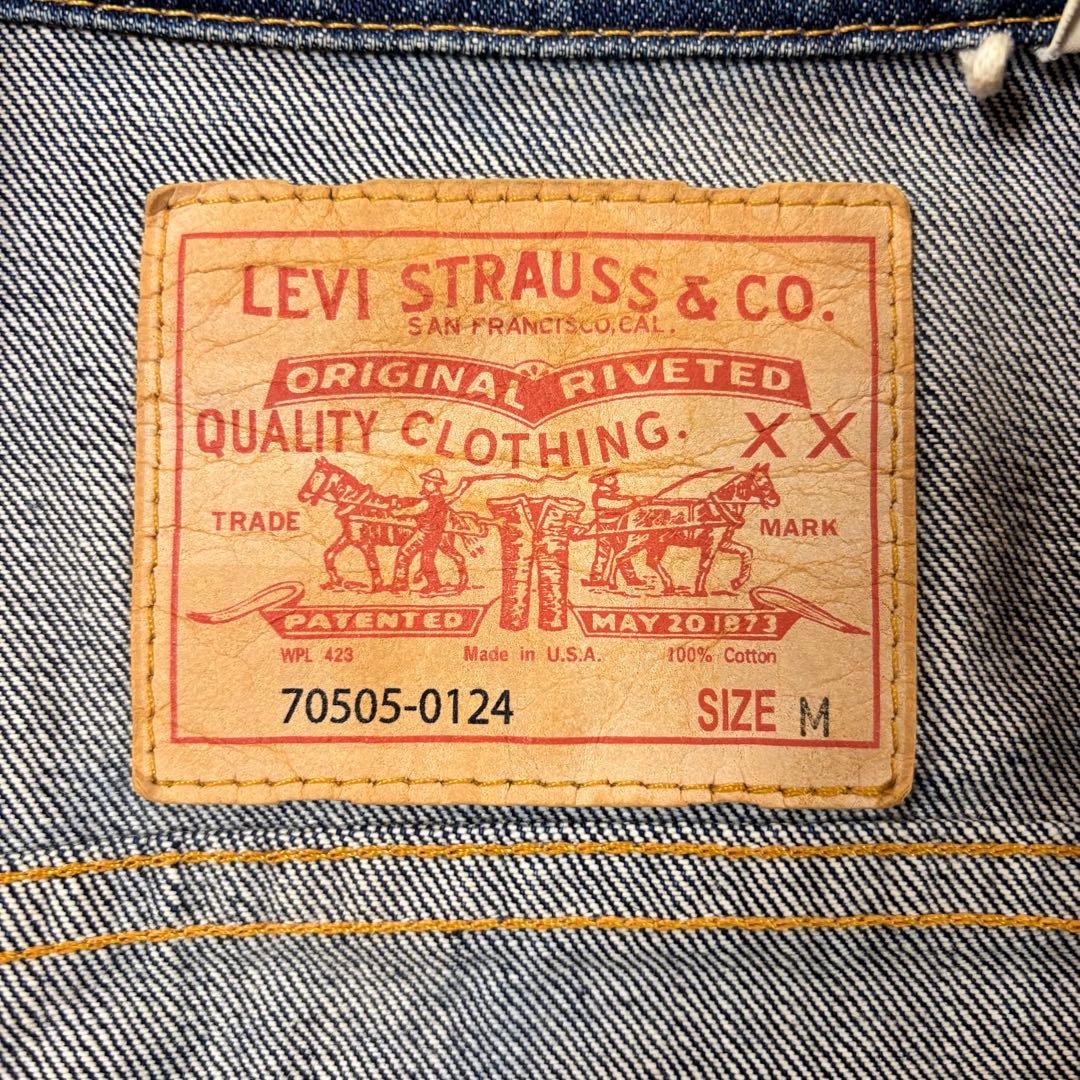 LEVI STRAUSS & CO.
SAN FRANCISCO, CAL.
ORIGINAL RIVETED
QUALITY CLOTHING. XX
TRADE MARK
PATENTED MAY 20 1873
WPL 423 Made in U.S.A. 100% Cotton
70505-0124 SIZE M